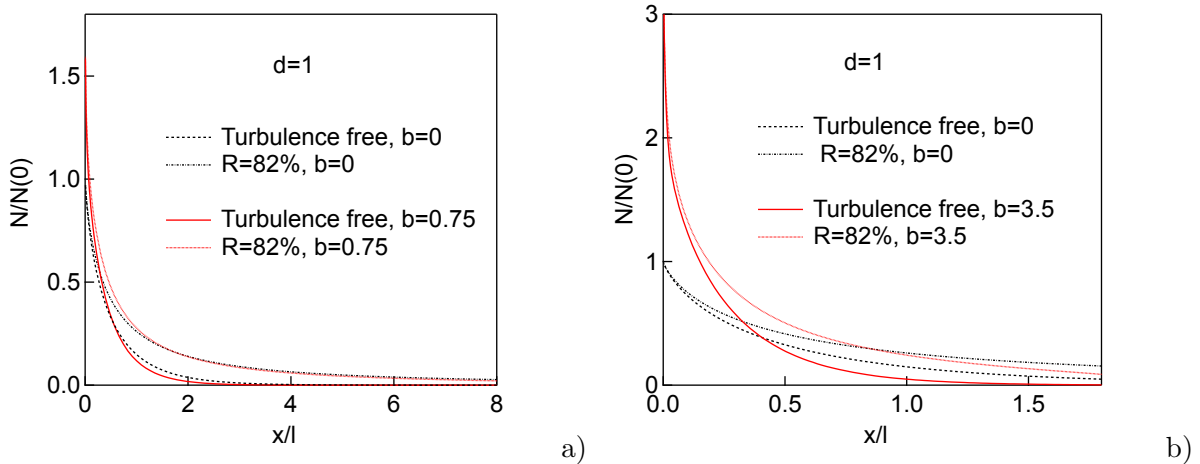 N/N(0)
1.5
1.0
0.5
0.0
d=1
Turbulence free, b=0
R=82%, b=0
Turbulence free, b=0.75
R=82%, b=0.75
0
2
4
6
8
x/l
a)
N/N(0)
3
2
1
0
d=1
Turbulence free, b=0
R=82%, b=0
Turbulence free, b=3.5
R=82%, b=3.5
0.0
0.5
1.0
1.5
x/l
b)